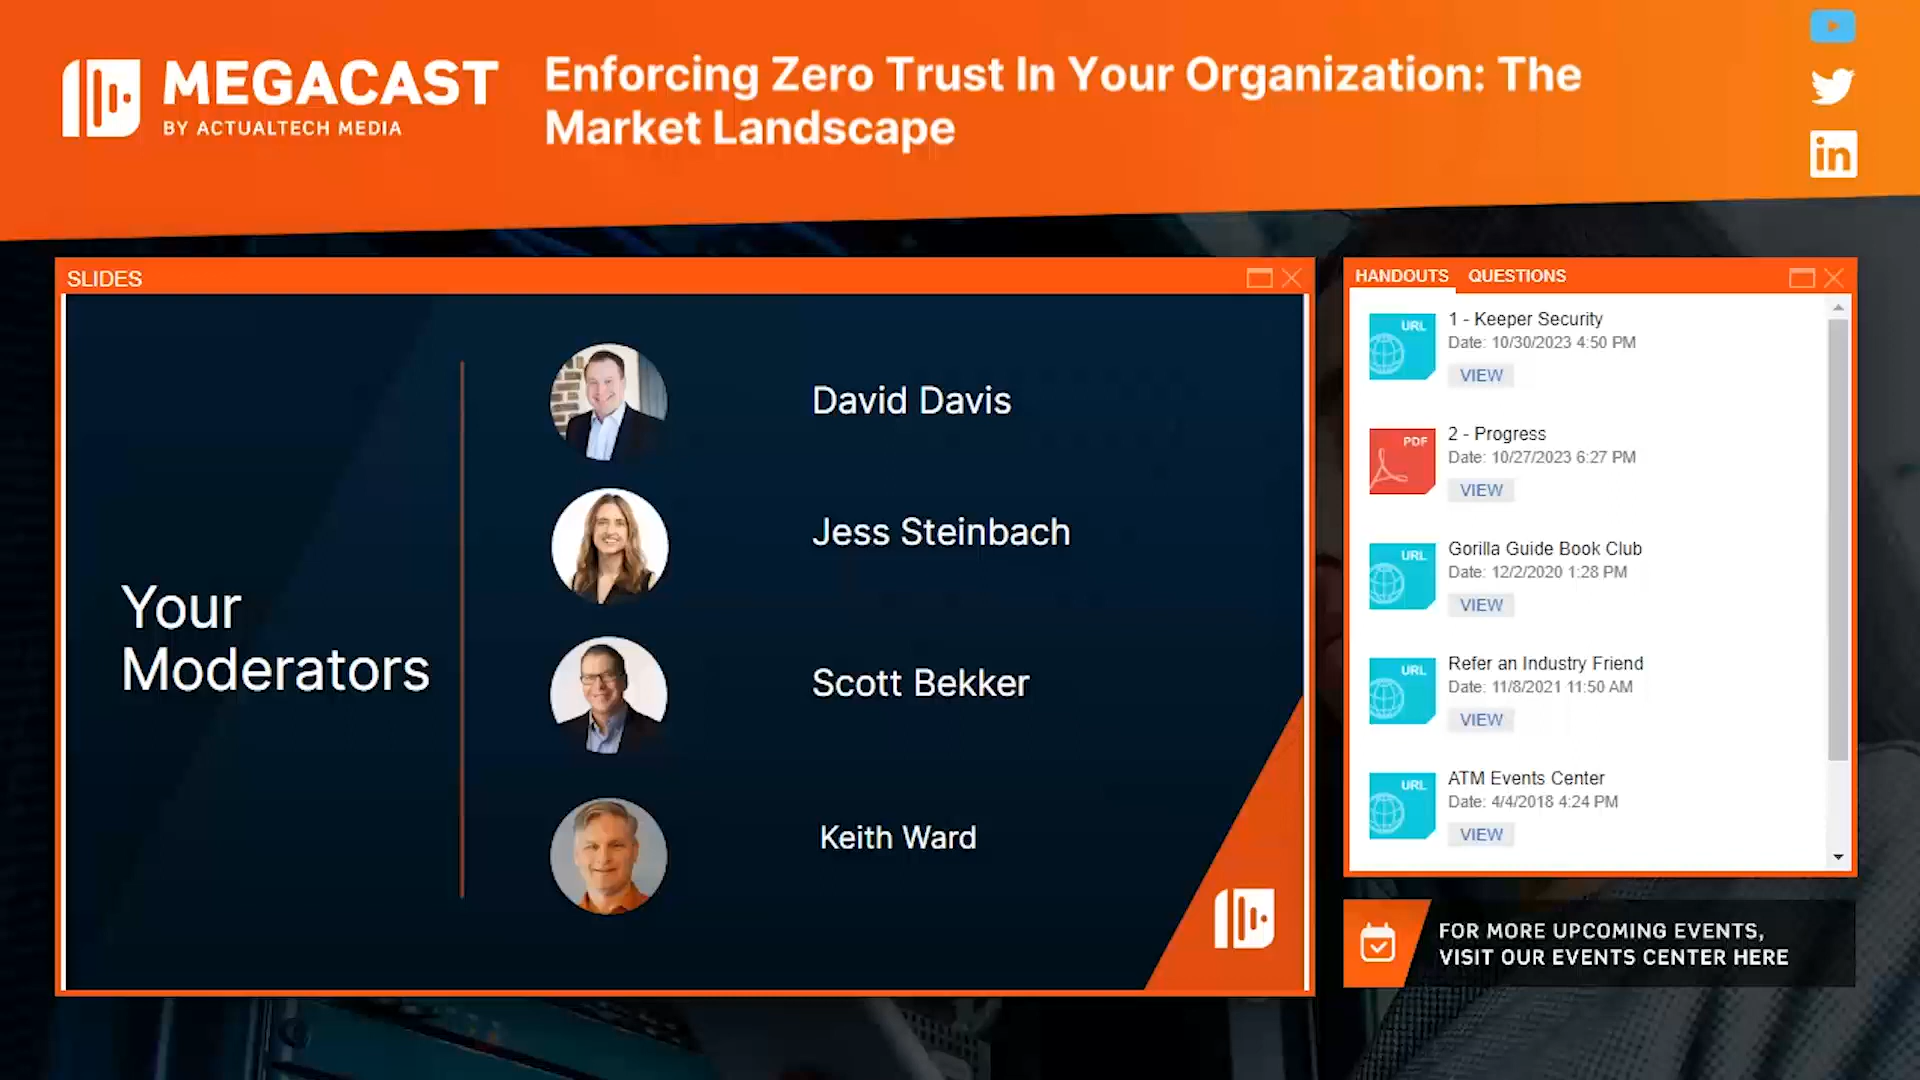 MEGACAST
BY ACTUALTECH MEDIA
Enforcing Zero Trust In Your Organization: The
Market Landscape
in
SLIDES
Your
Moderators
David Davis
Jess Steinbach
Scott Bekker
Keith Ward
HANDOUTS QUESTIONS
URL
1 - Keeper Security
Date: 10/30/2023 4:50 PM
VIEW
PDF
2 - Progress
Date: 10/27/2023 6:27 PM
VIEW
URL
Gorilla Guide Book Club
Date: 12/2/2020 1:28 PM
VIEW
URL
Refer an Industry Friend
Date: 11/8/2021 11:50 AM
VIEW
URL
ATM Events Center
Date: 4/4/2018 4:24 PM
VIEW
FOR MORE UPCOMING EVENTS,
VISIT OUR EVENTS CENTER HERE